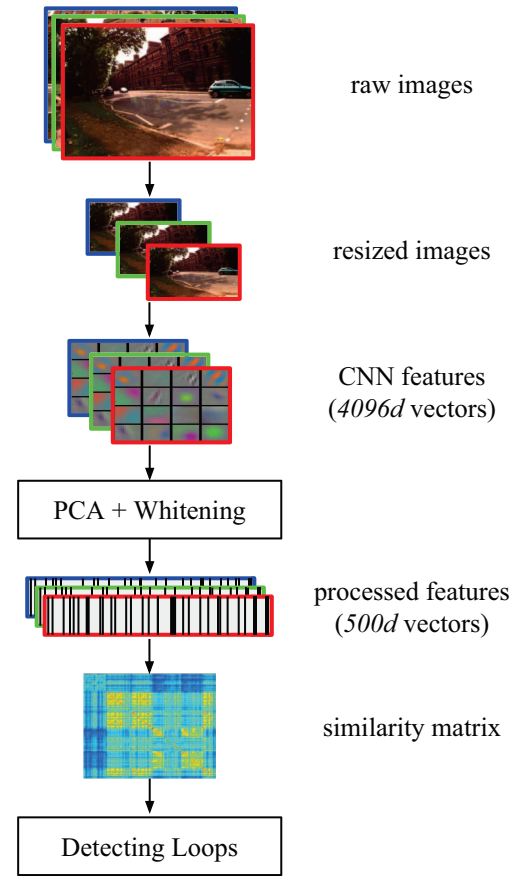 raw images
resized images
CNN features
(4096d vectors)
PCA + Whitening
processed features
(500d vectors)
similarity matrix
Detecting Loops